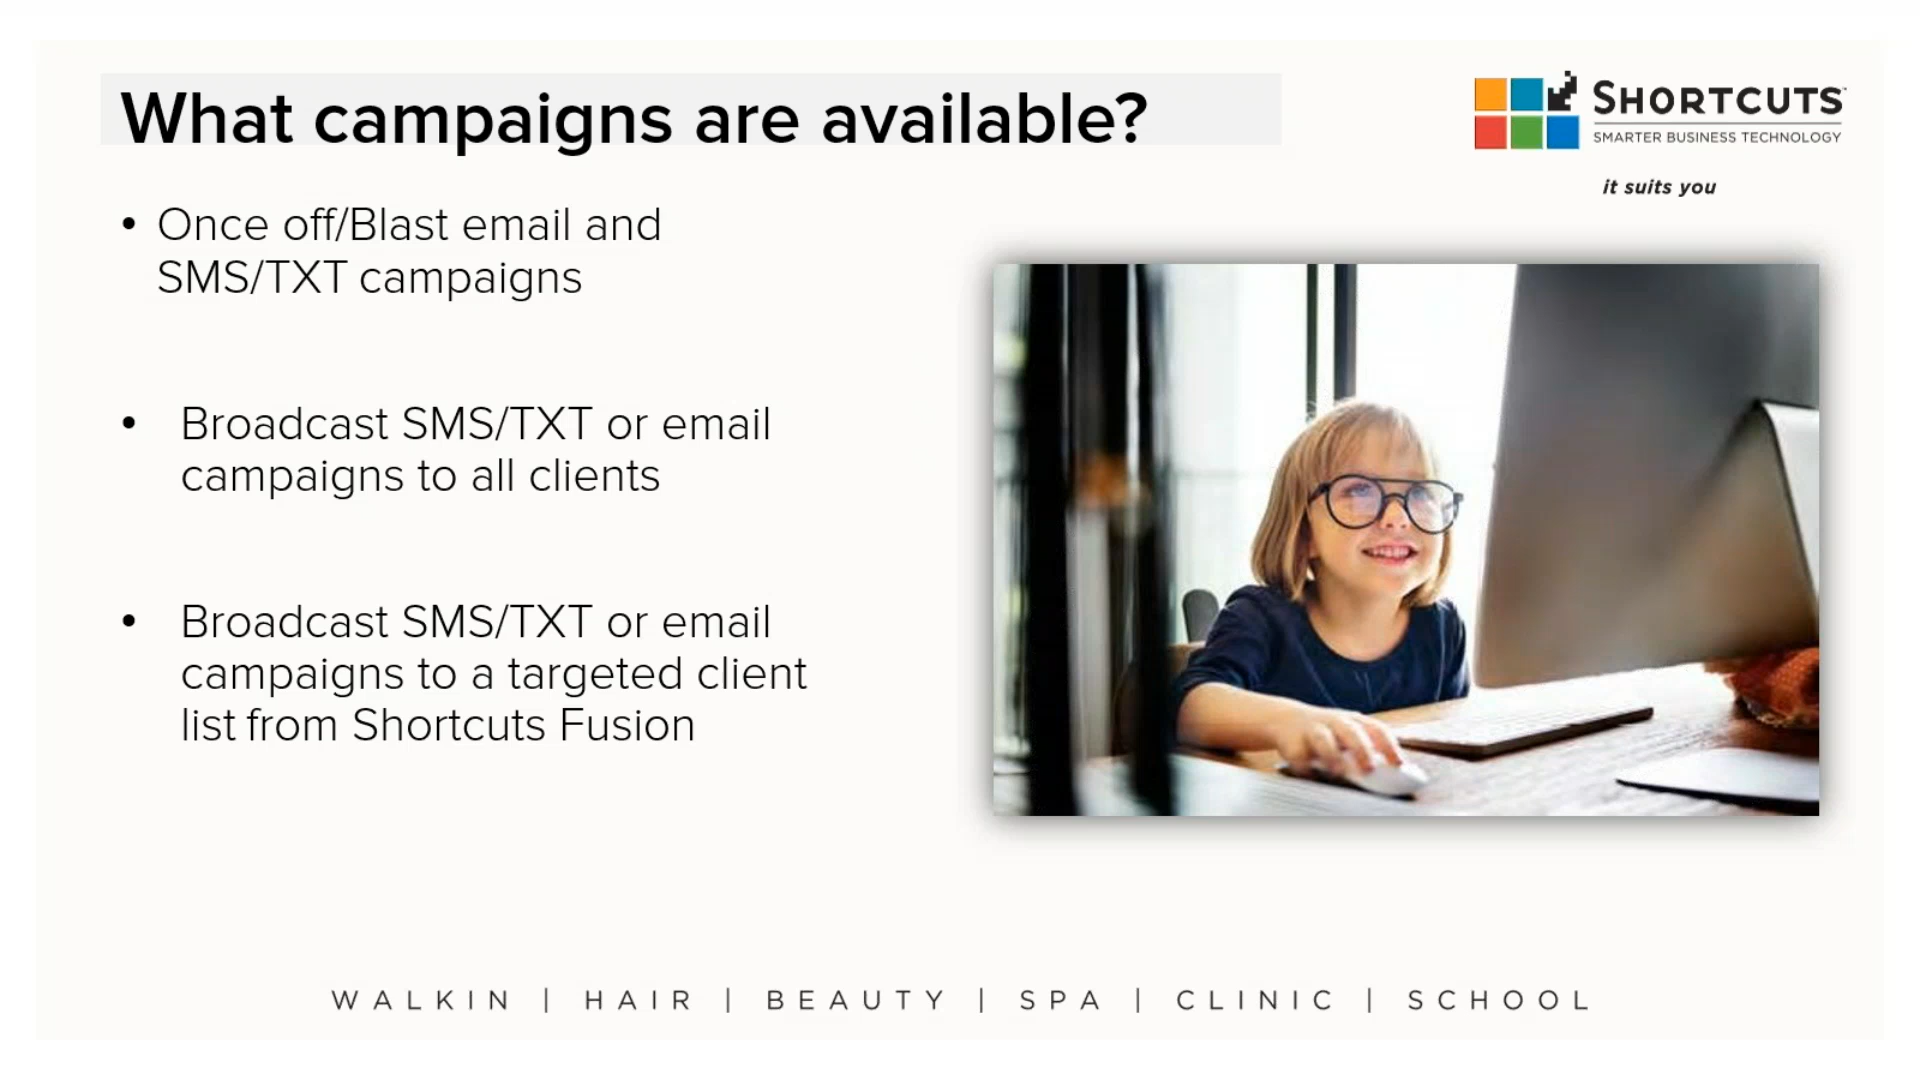 What campaigns are available?
SHORTCUTS
SMARTER BUSINESS TECHNOLOGY
it suits you
• Once off/Blast email and
SMS/TXT campaigns
• Broadcast SMS/TXT or email
campaigns to all clients
• Broadcast SMS/TXT or email
campaigns to a targeted client
list from Shortcuts Fusion
WALKIN | HAIR | BEAUTY | SPA | CLINIC | SCHOOL